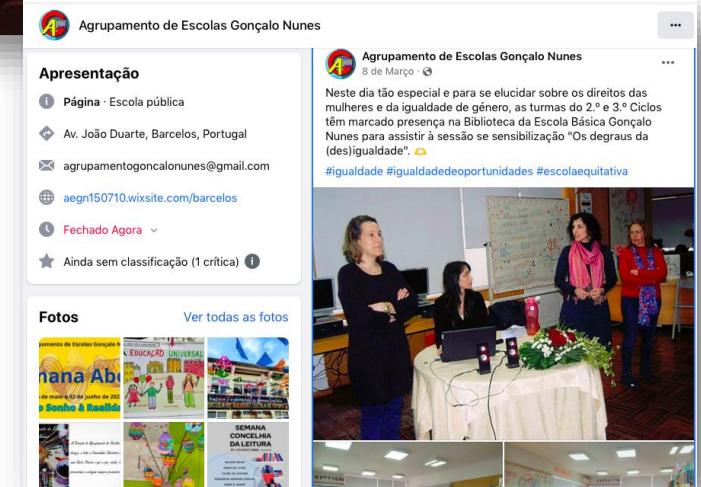 Agrupamento de Escolas Gonçalo Nunes
Apresentação
Página · Escola pública
Av. João Duarte, Barcelos, Portugal
agrupamentogoncalonunes@gmail.com
aegn150710.wixsite.com/barcelos
Fechado Agora
Ainda sem classificação (1 crítica)
Fotos
Ver todas as fotos
EDUCAÇÃO UNIVERSAL
SEMANA
CONCELHIA
DA LEITURA
Agrupamento de Escolas Gonçalo Nunes
8 de Março ·
Neste dia tão especial e para se elucidar sobre os direitos das
mulheres e da igualdade de género, as turmas do 2.º e 3.º Ciclos
têm marcado presença na Biblioteca da Escola Básica Gonçalo
Nunes para assistir à sessão se sensibilização "Os degraus da
(des)igualdade".
#igualdade #igualdadedeoportunidades #escolaequitativa